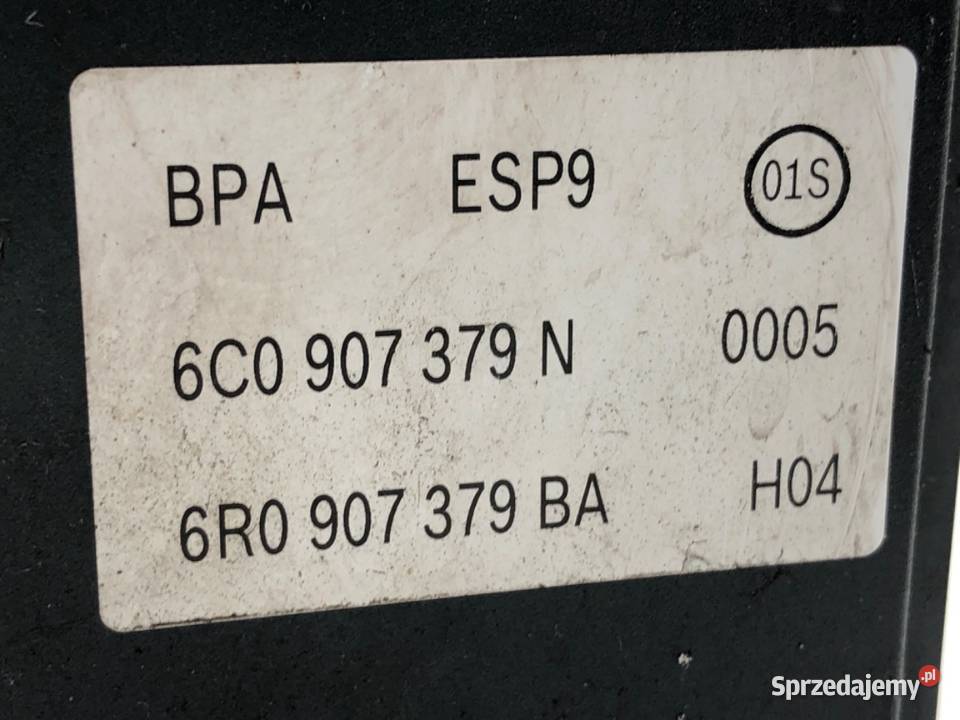 BPA ESP9 01S
6C0 907 379 N 0005
6R0 907 379 BA H04
Sprzedajemy.pl